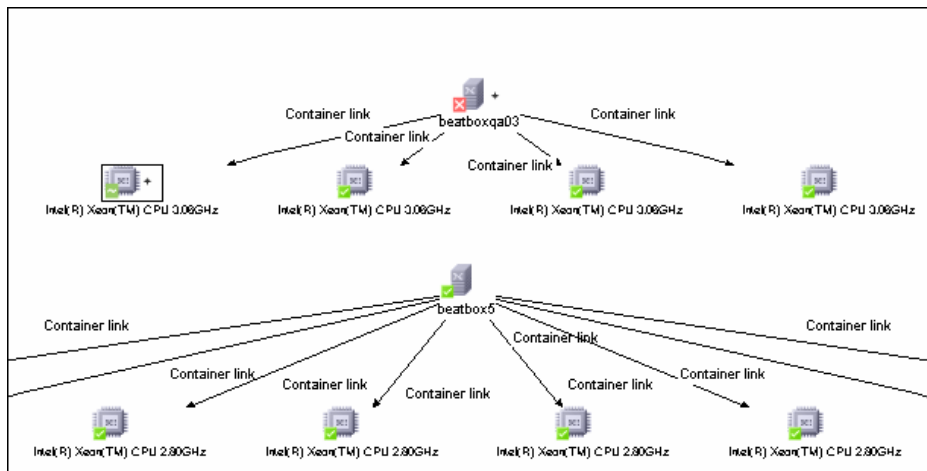 Container link
Container link
beatboxqa03
Container link
Container link
Intel(R) Xeon(TM) CPU 3.06GHz
Intel(R) Xeon(TM) CPU 3.06GHz
Intel(R) Xeon(TM) CPU 3.06GHz
Intel(R) Xeon(TM) CPU 3.06GHz
beatbox5
Container link
Container link
Container link
Container link
Container link
Container link
Container link
Container link
Intel(R) Xeon(TM) CPU 2.80GHz
Intel(R) Xeon(TM) CPU 2.80GHz
Intel(R) Xeon(TM) CPU 2.80GHz
Intel(R) Xeon(TM) CPU 2.80GHz